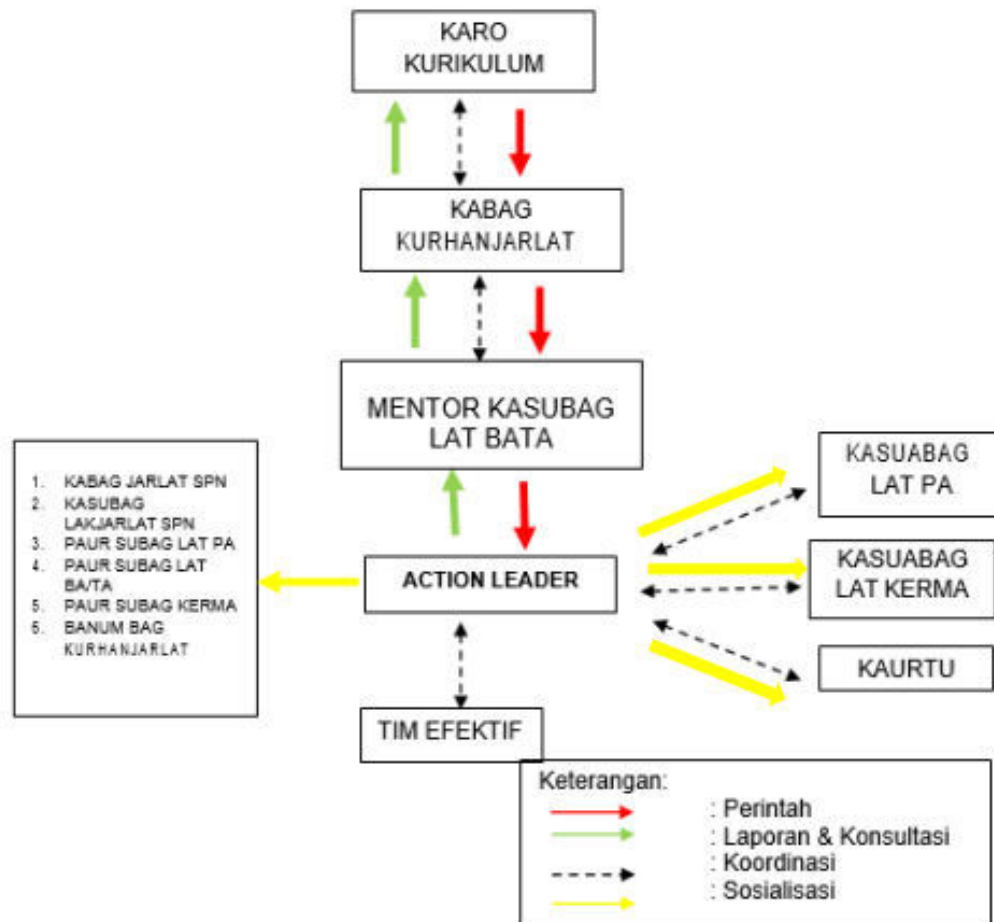 KARO
KURIKULUM
KABAG
KURHANJARLAT
MENTOR KASUBAG
LAT BATA
1. KABAG JARLAT SPN
2. KASUBAG
LAKJARLAT SPN
3. PAUR SUBAG LAT PA
4. PAUR SUBAG LAT
BA/TA
5. PAUR SUBAG KERMA
6. BANUM BAG
KURHANJARLAT
ACTION LEADER
KASUABAG
LAT PA
KASUABAG
LAT KERMA
KAURTU
TIM EFEKTIF
Keterangan:
: Perintah
: Laporan & Konsultasi
: Koordinasi
: Sosialisasi